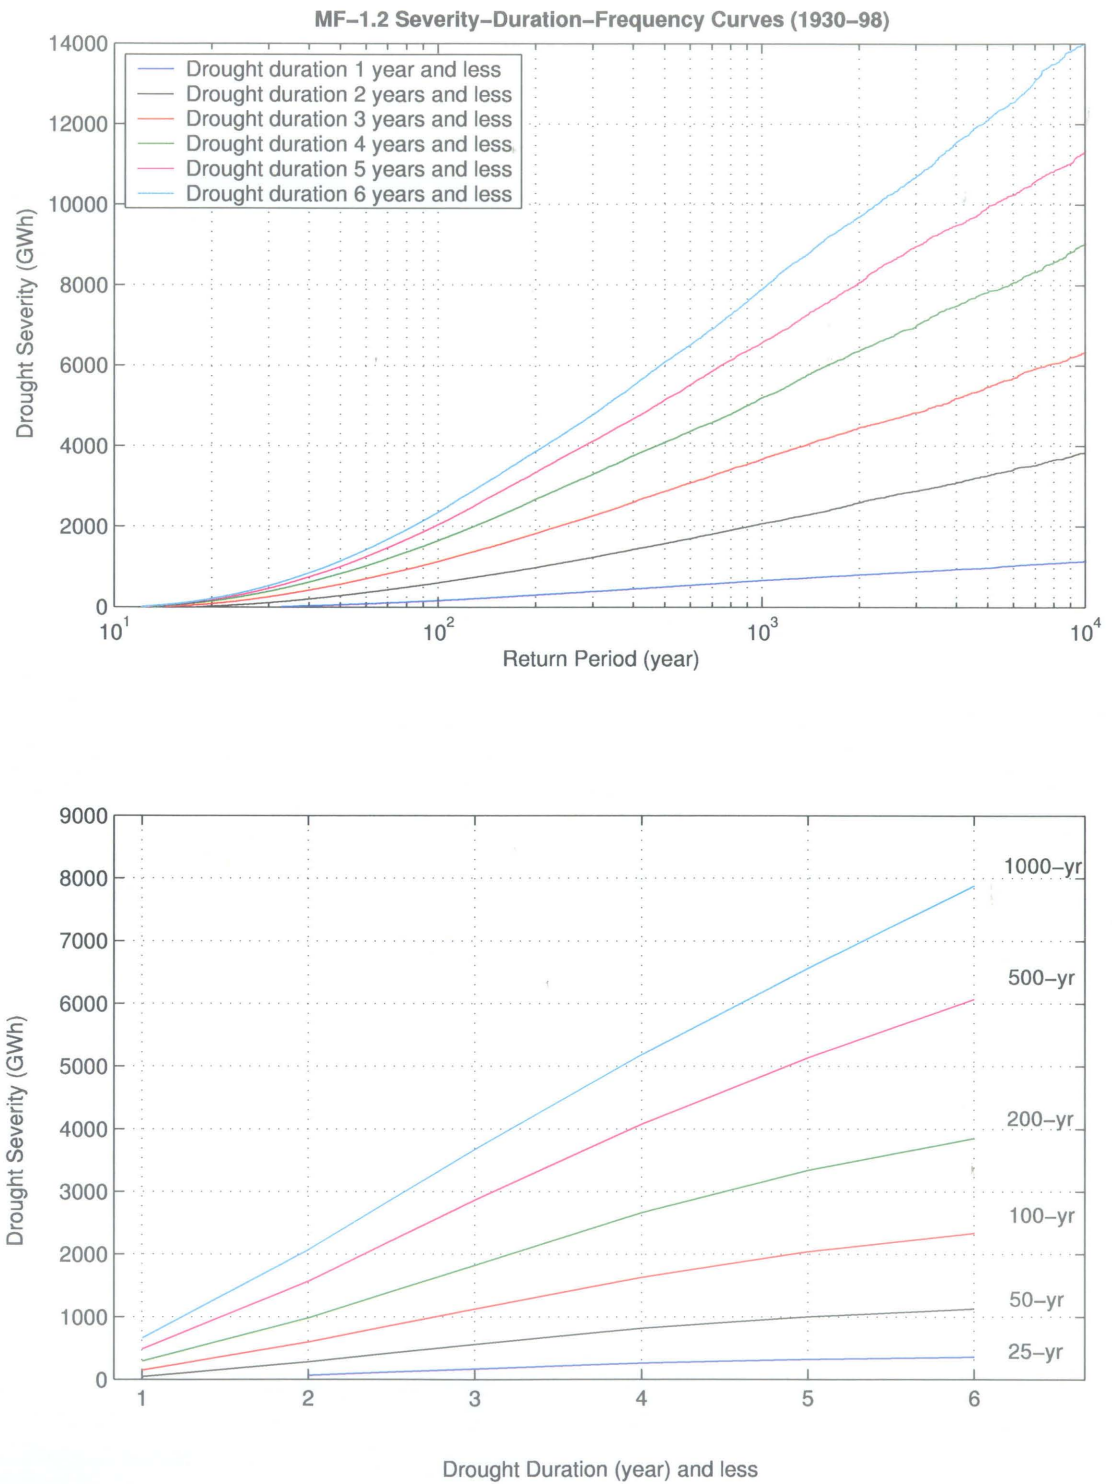 MF–1.2 Severity–Duration–Frequency Curves (1930–98)
14000
12000
10000
8000
6000
4000
2000
0
Drought Severity (GWh)
Drought duration 1 year and less
Drought duration 2 years and less
Drought duration 3 years and less
Drought duration 4 years and less
Drought duration 5 years and less
Drought duration 6 years and less
10¹ 10² 10³ 10⁴
Return Period (year)
9000
8000
7000
6000
5000
4000
3000
2000
1000
0
Drought Severity (GWh)
1000–yr
500–yr
200–yr
100–yr
50–yr
25–yr
1 2 3 4 5 6
Drought Duration (year) and less